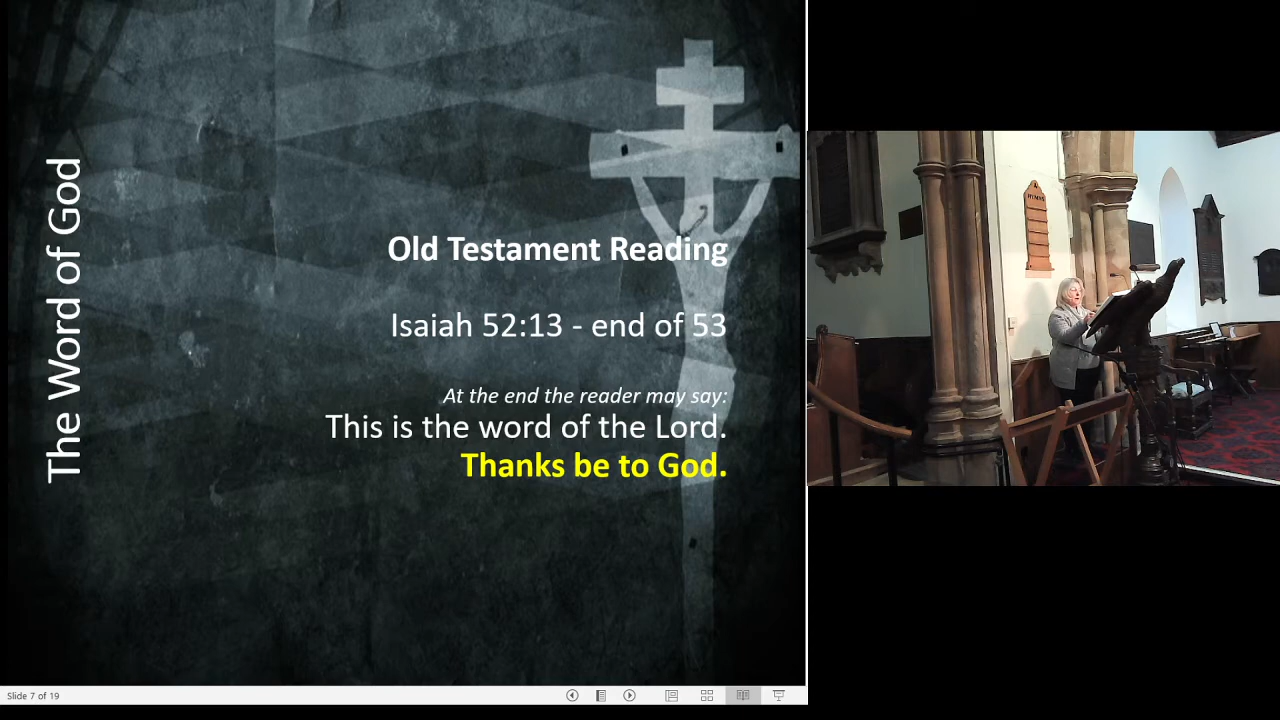 The Word of God
Old Testament Reading
Isaiah 52:13 - end of 53
At the end the reader may say:
This is the word of the Lord.
Thanks be to God.
Slide 7 of 19
HYMNS